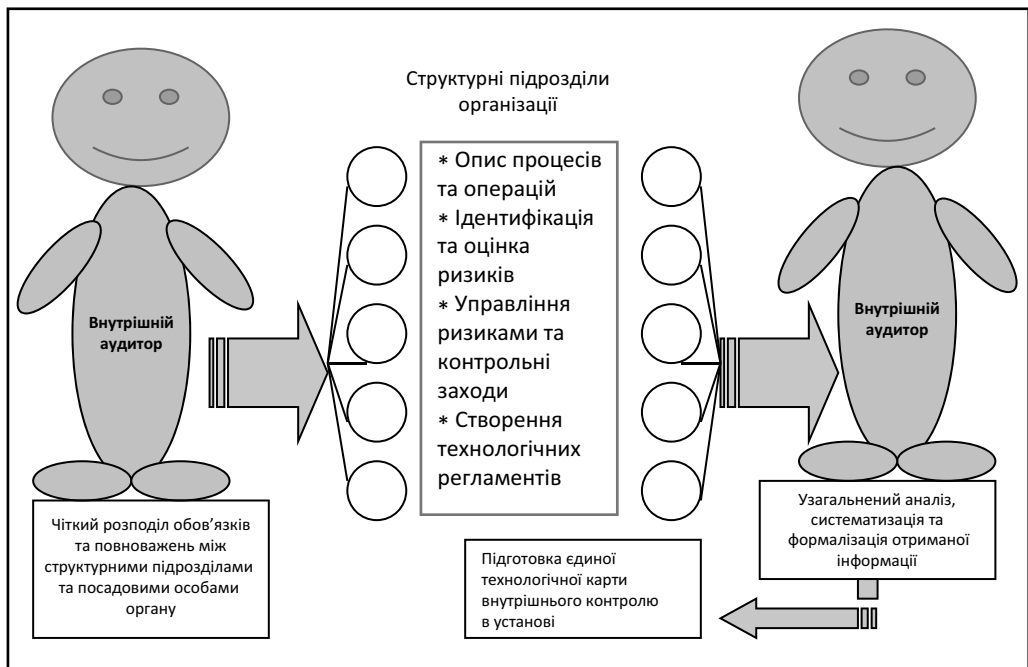 Структурні підрозділи
організації
Внутрішній
аудитор
∗ Опис процесів
та операцій
∗ Ідентифікація
та оцінка
ризиків
∗ Управління
ризиками та
контрольні
заходи
∗ Створення
технологічних
регламентів
Внутрішній
аудитор
Чіткий розподіл обов’язків
та повноважень між
структурними підрозділами
та посадовими особами
органу
Узагальнений аналіз,
систематизація та
формалізація отриманої
інформації
Підготовка єдиної
технологічної карти
внутрішнього контролю
в установі